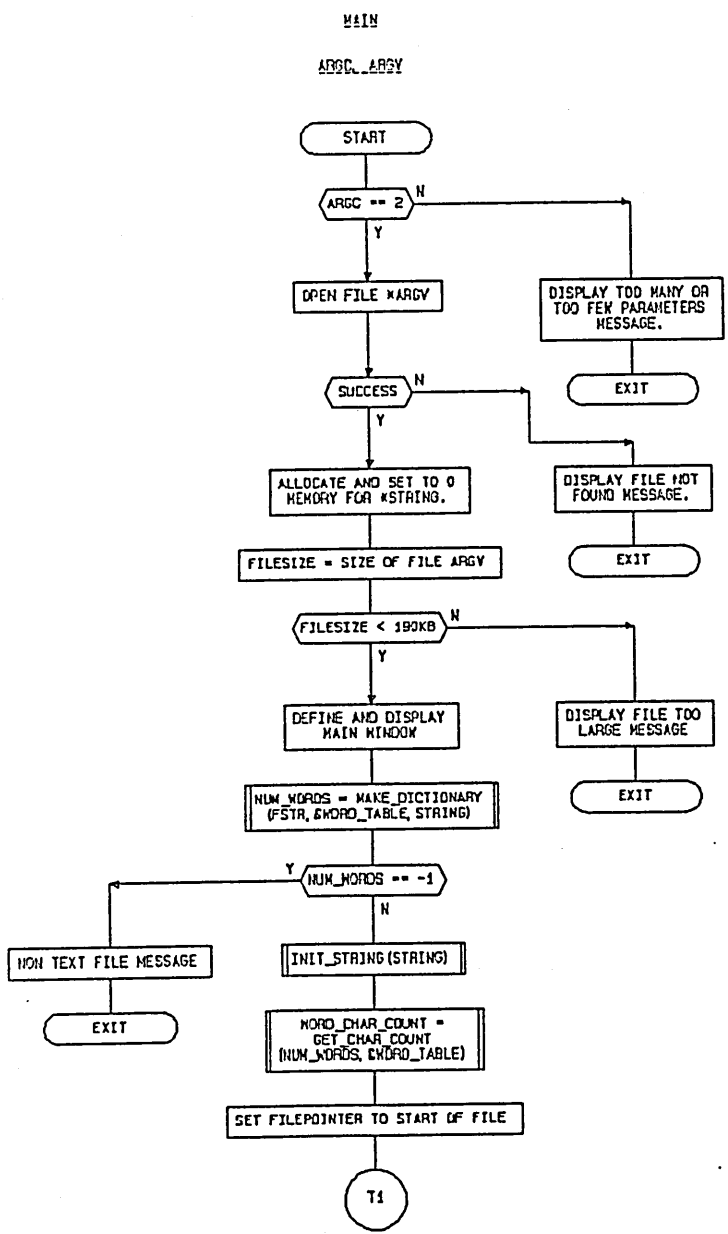 MAIN
ARGC, ARGV
START
ARGC == 2
N
Y
OPEN FILE *ARGV
DISPLAY TOO MANY OR
TOO FEW PARAMETERS
MESSAGE.
EXIT
SUCCESS
N
Y
ALLOCATE AND SET TO 0
MEMORY FOR *STRING.
DISPLAY FILE NOT
FOUND MESSAGE.
EXIT
FILESIZE = SIZE OF FILE ARGV
FILESIZE < 190KB
N
Y
DEFINE AND DISPLAY
MAIN WINDOW
DISPLAY FILE TOO
LARGE MESSAGE
EXIT
NUM_WORDS = MAKE_DICTIONARY
(FSTR, &WORD_TABLE, STRING)
Y
NUM_WORDS == -1
N
NON TEXT FILE MESSAGE
EXIT
INIT_STRING(STRING)
WORD_CHAR_COUNT =
GET_CHAR_COUNT
(NUM_WORDS, &WORD_TABLE)
SET FILEPOINTER TO START OF FILE
T1